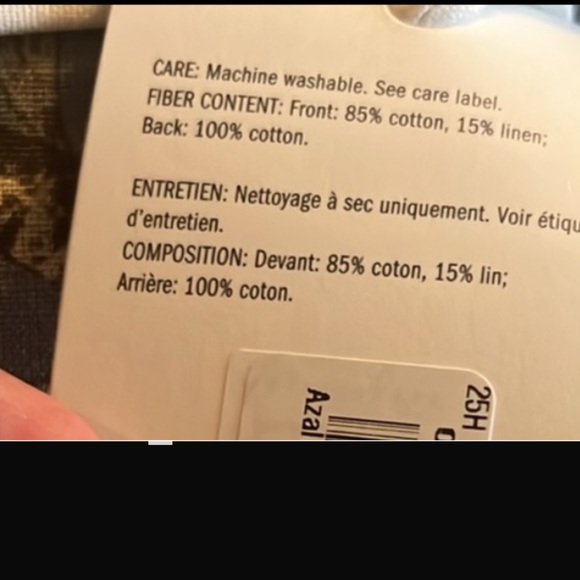 CARE: Machine washable. See care label.
FIBER CONTENT: Front: 85% cotton, 15% linen;
Back: 100% cotton.
ENTRETIEN: Nettoyage à sec uniquement. Voir étiqu
d'entretien.
COMPOSITION: Devant: 85% coton, 15% lin;
Arrière: 100% coton.
25H
Azal